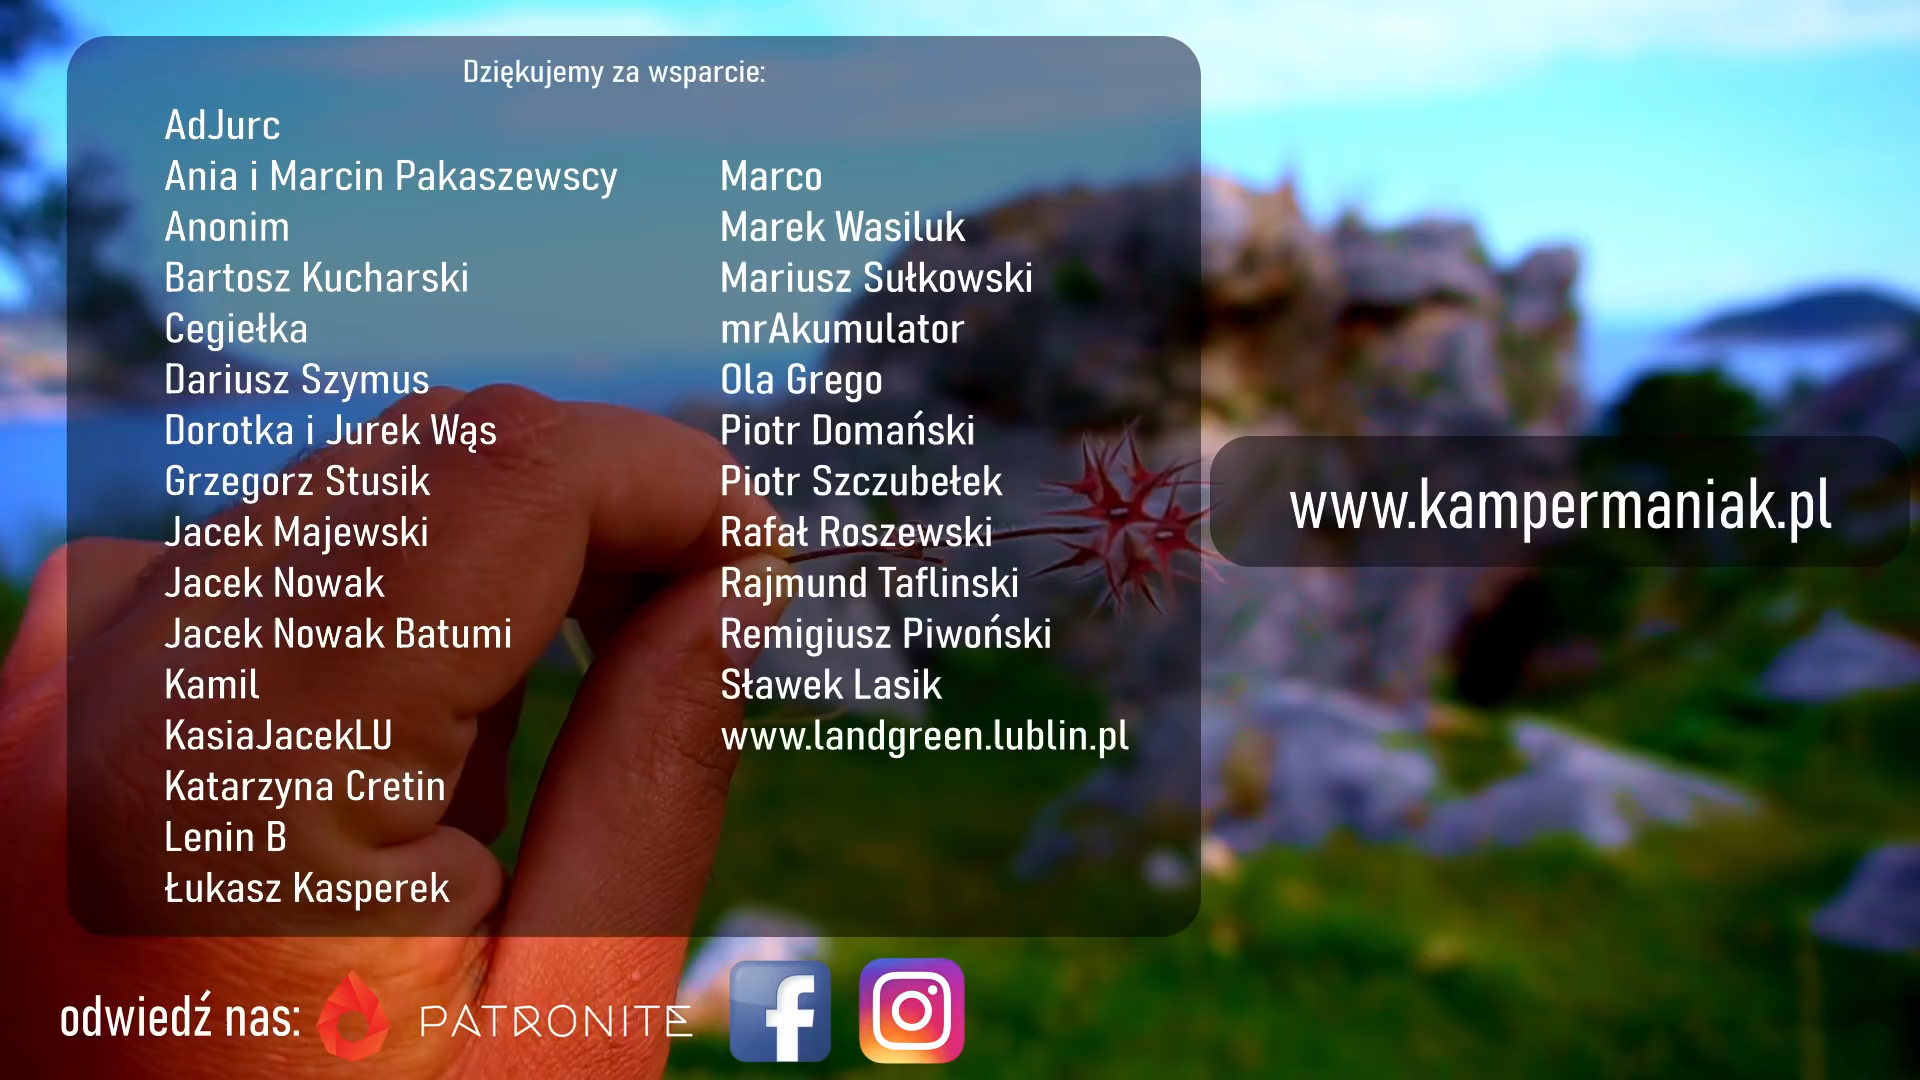 Dziękujemy za wsparcie:
AdJurc
Ania i Marcin Pakaszewscy
Anonim
Bartosz Kucharski
Cegiełka
Dariusz Szymus
Dorotka i Jurek Wąs
Grzegorz Stusik
Jacek Majewski
Jacek Nowak
Jacek Nowak Batumi
Kamil
KasiaJacekLU
Katarzyna Cretin
Lenin B
Łukasz Kasperek
Marco
Marek Wasiluk
Mariusz Sułkowski
mrAkumulator
Ola Grego
Piotr Domański
Piotr Szczubełek
Rafał Roszewski
Rajmund Taflinski
Remigiusz Piwoński
Sławek Lasik
www.landgreen.lublin.pl
www.kampermaniak.pl
odwiedź nas: PATRONITE